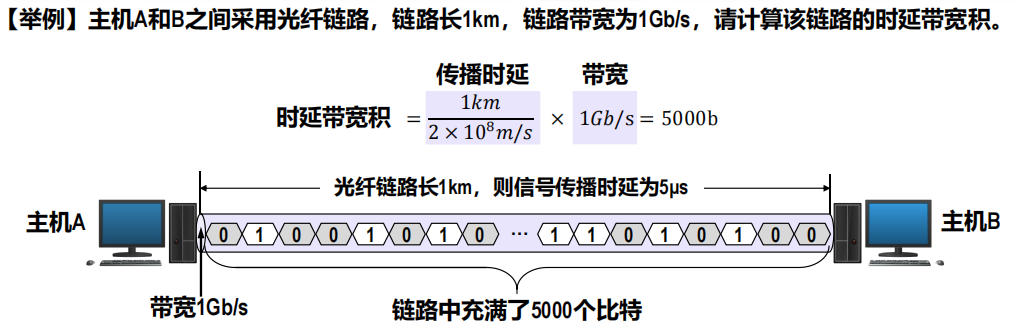 【举例】主机A和B之间采用光纤链路，链路长1km，链路带宽为1Gb/s，请计算该链路的时延带宽积。
传播时延 带宽
时延带宽积 = 1km / 2 × 10⁸m/s × 1Gb/s = 5000b
光纤链路长1km，则信号传播时延为5μs
主机A
0 1 0 0 1 0 1 0 … 1 1 0 1 0 1 0 0
主机B
带宽1Gb/s
链路中充满了5000个比特